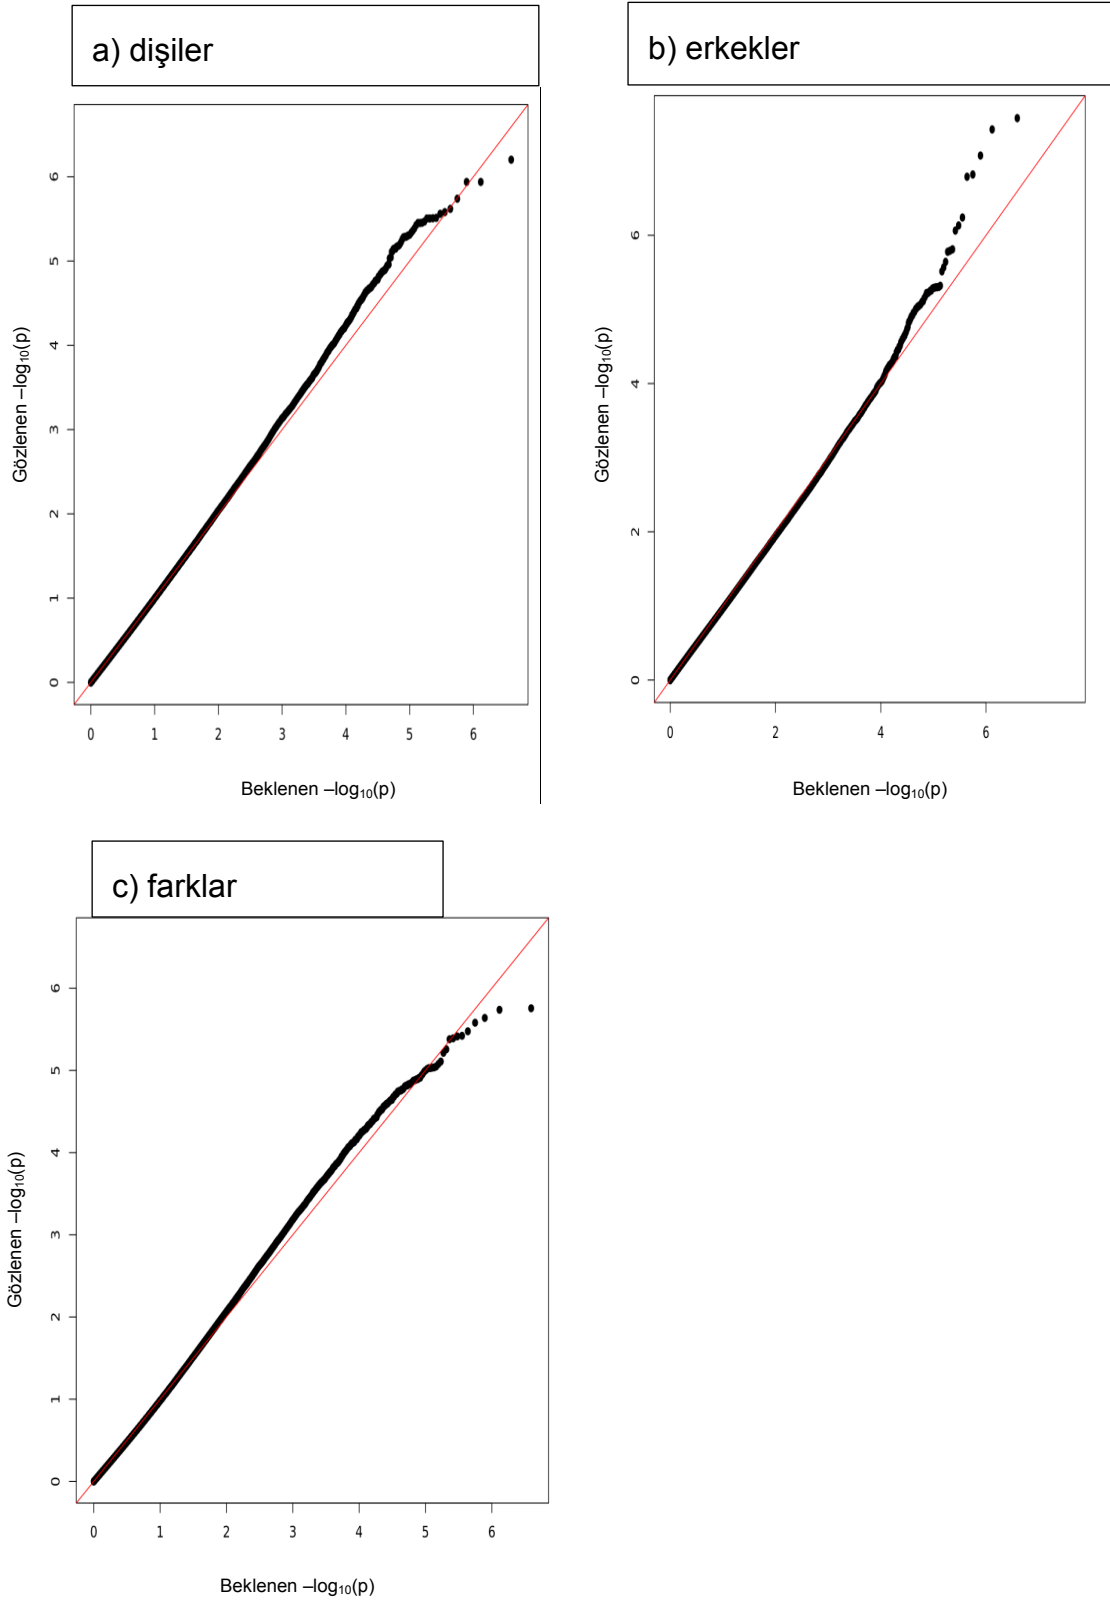 a) dişiler
b) erkekler
Gözlenen –log₁₀(p)
6
5
4
3
2
1
0
0 1 2 3 4 5 6
Beklenen –log₁₀(p)
Gözlenen –log₁₀(p)
6
4
2
0
0 2 4 6
Beklenen –log₁₀(p)
c) farklar
Gözlenen –log₁₀(p)
6
5
4
3
2
1
0
0 1 2 3 4 5 6
Beklenen –log₁₀(p)